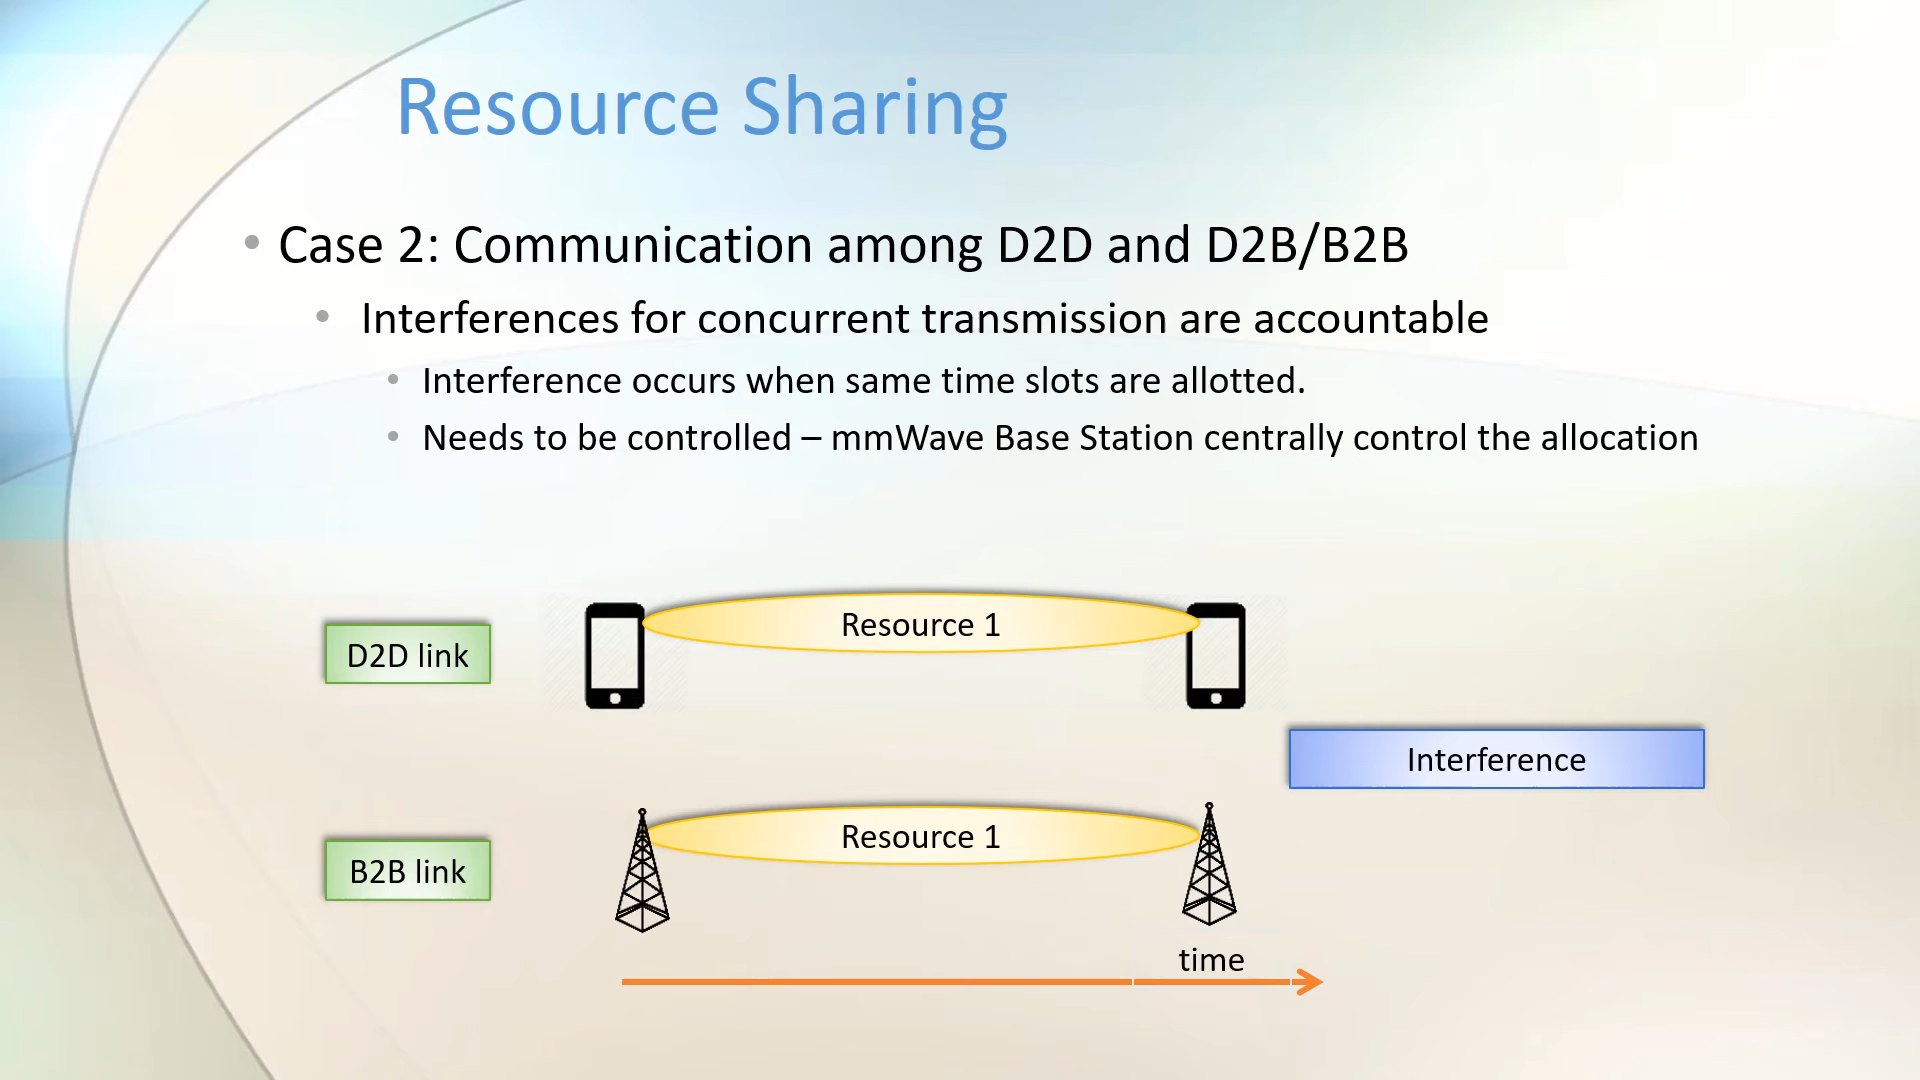 Resource Sharing
• Case 2: Communication among D2D and D2B/B2B
• Interferences for concurrent transmission are accountable
• Interference occurs when same time slots are allotted.
• Needs to be controlled – mmWave Base Station centrally control the allocation
D2D link
Resource 1
Interference
B2B link
Resource 1
time